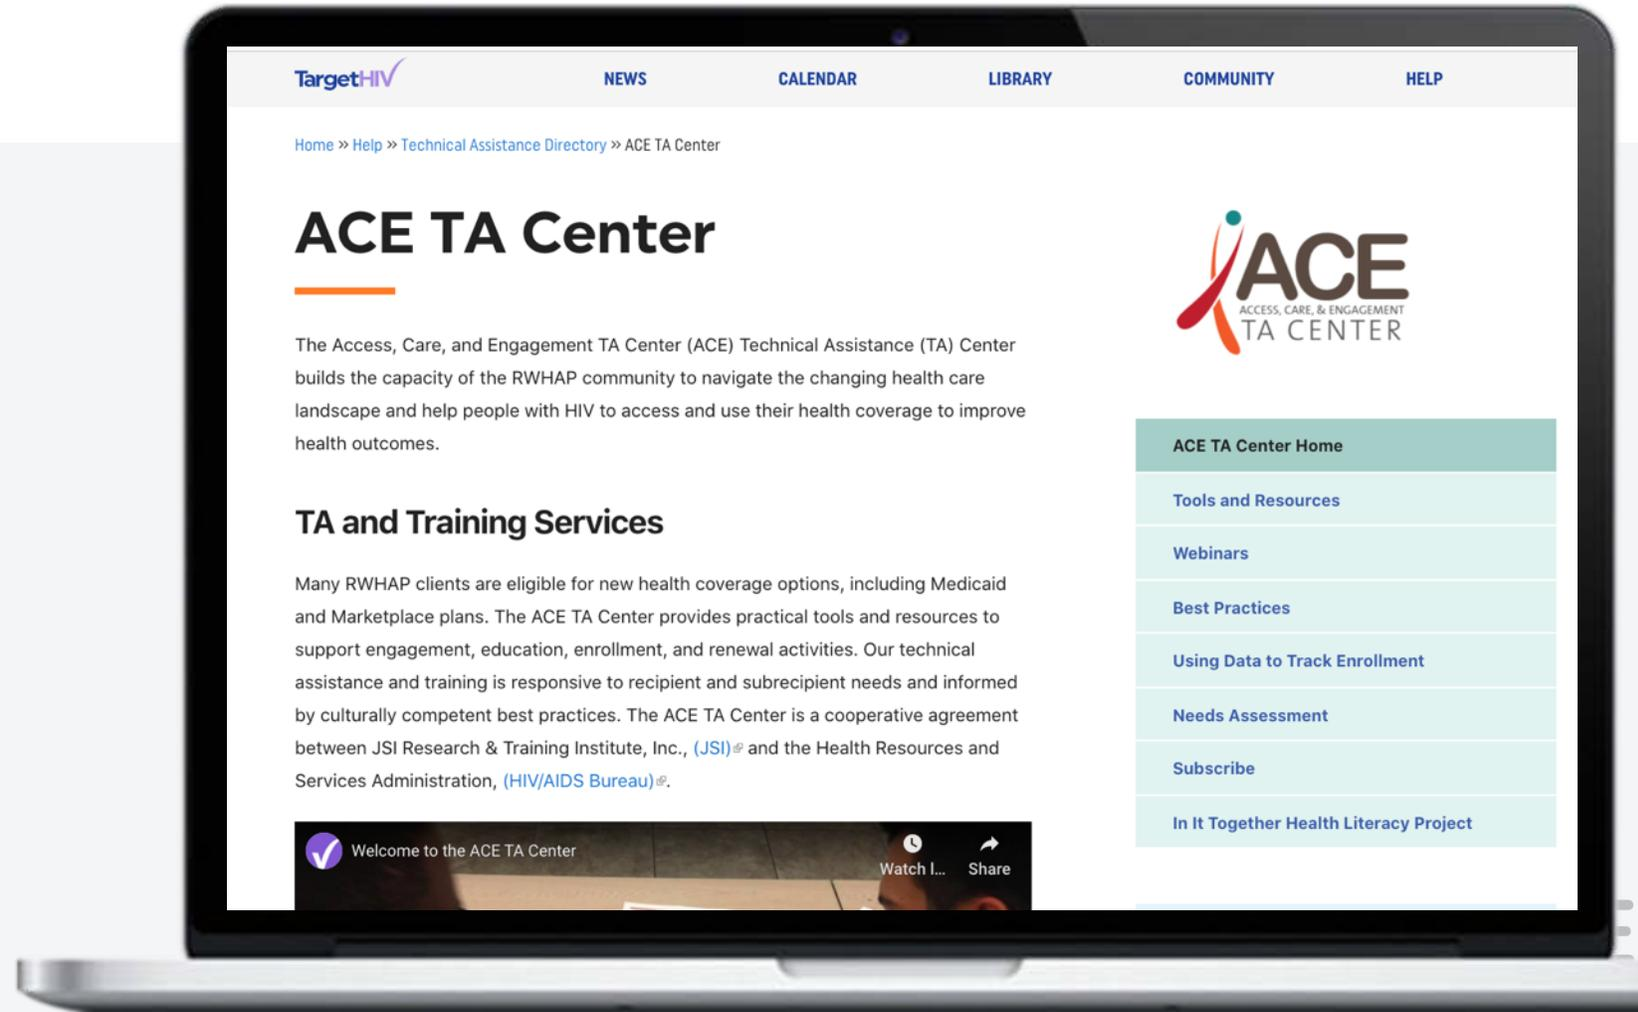 TargetHIV
NEWS
CALENDAR
LIBRARY
COMMUNITY
HELP
Home » Help » Technical Assistance Directory » ACE TA Center
ACE TA Center
The Access, Care, and Engagement TA Center (ACE) Technical Assistance (TA) Center
builds the capacity of the RWHAP community to navigate the changing health care
landscape and help people with HIV to access and use their health coverage to improve
health outcomes.
TA and Training Services
Many RWHAP clients are eligible for new health coverage options, including Medicaid
and Marketplace plans. The ACE TA Center provides practical tools and resources to
support engagement, education, enrollment, and renewal activities. Our technical
assistance and training is responsive to recipient and subrecipient needs and informed
by culturally competent best practices. The ACE TA Center is a cooperative agreement
between JSI Research & Training Institute, Inc., (JSI) and the Health Resources and
Services Administration, (HIV/AIDS Bureau).
Welcome to the ACE TA Center
Watch l...
Share
ACE
ACCESS, CARE, & ENGAGEMENT
TA CENTER
ACE TA Center Home
Tools and Resources
Webinars
Best Practices
Using Data to Track Enrollment
Needs Assessment
Subscribe
In It Together Health Literacy Project